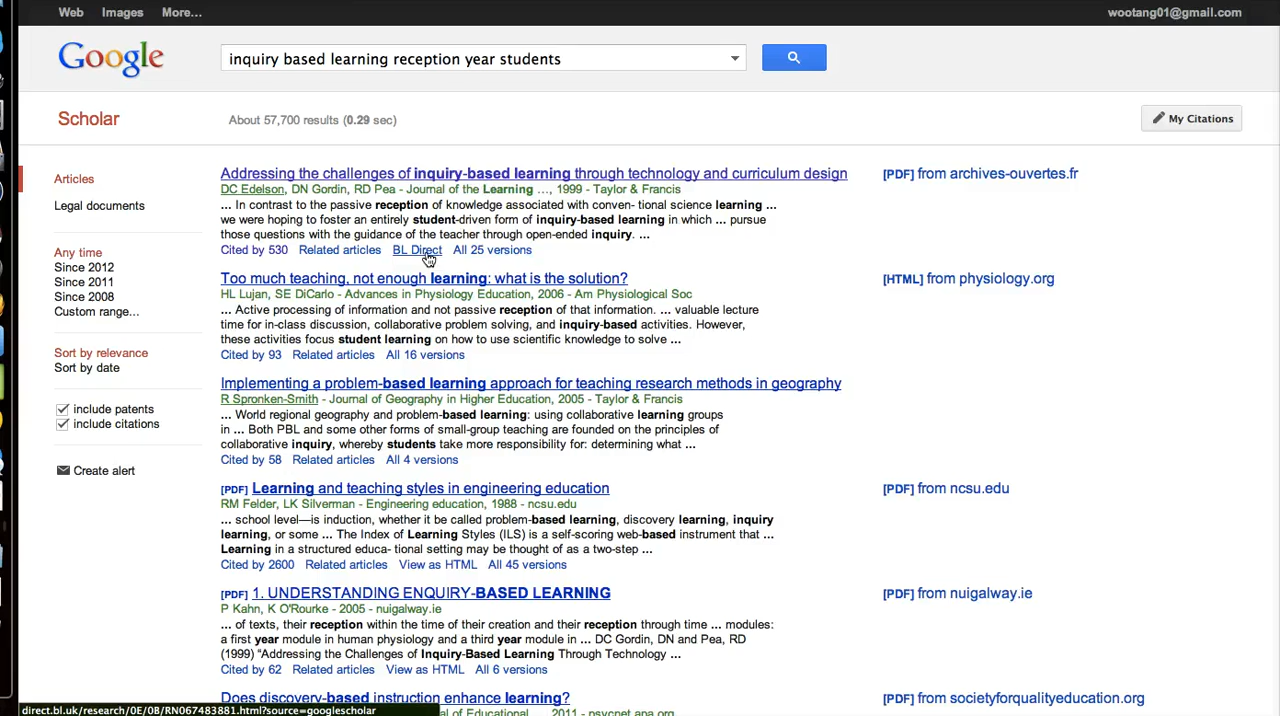 Web Images More... wootang01@gmail.com
Google
inquiry based learning reception year students
Scholar
About 57,700 results (0.29 sec)
My Citations
Articles
Legal documents
Any time
Since 2012
Since 2011
Since 2008
Custom range...
Sort by relevance
Sort by date
include patents
include citations
Create alert
Addressing the challenges of inquiry-based learning through technology and curriculum design
[PDF] from archives-ouvertes.fr
DC Edelson, DN Gordin, RD Pea - Journal of the Learning ..., 1999 - Taylor & Francis
... In contrast to the passive reception of knowledge associated with conven- tional science learning ...
we were hoping to foster an entirely student-driven form of inquiry-based learning in which ... pursue
those questions with the guidance of the teacher through open-ended inquiry. ...
Cited by 530 Related articles BL Direct All 25 versions
Too much teaching, not enough learning: what is the solution?
[HTML] from physiology.org
HL Lujan, SE DiCarlo - Advances in Physiology Education, 2006 - Am Physiological Soc
... Active processing of information and not passive reception of that information. ... valuable lecture
time for in-class discussion, collaborative problem solving, and inquiry-based activities. However,
these activities focus student learning on how to use scientific knowledge to solve ...
Cited by 93 Related articles All 16 versions
Implementing a problem-based learning approach for teaching research methods in geography
R Spronken-Smith - Journal of Geography in Higher Education, 2005 - Taylor & Francis
... World regional geography and problem-based learning: using collaborative learning groups
in ... Both PBL and some other forms of small-group teaching are founded on the principles of
collaborative inquiry, whereby students take more responsibility for: determining what ...
Cited by 58 Related articles All 4 versions
[PDF] Learning and teaching styles in engineering education
[PDF] from ncsu.edu
RM Felder, LK Silverman - Engineering education, 1988 - ncsu.edu
... school level—is induction, whether it be called problem-based learning, discovery learning, inquiry
learning, or some ... The Index of Learning Styles (ILS) is a self-scoring web-based instrument that ...
Learning in a structured educa- tional setting may be thought of as a two-step ...
Cited by 2600 Related articles View as HTML All 45 versions
[PDF] 1. UNDERSTANDING ENQUIRY-BASED LEARNING
[PDF] from nuigalway.ie
P Kahn, K O'Rourke - 2005 - nuigalway.ie
... of texts, their reception within the time of their creation and their reception through time ... modules:
a first year module in human physiology and a third year module in ... DC Gordin, DN and Pea, RD
(1999) "Addressing the Challenges of Inquiry-Based Learning Through Technology ...
Cited by 62 Related articles View as HTML All 6 versions
Does discovery-based instruction enhance learning?
[PDF] from societyforqualityeducation.org
al of Educational ... 2011 - psycnet.apa.org
direct.bl.uk/research/0E/0B/RN067483881.html?source=googlescholar